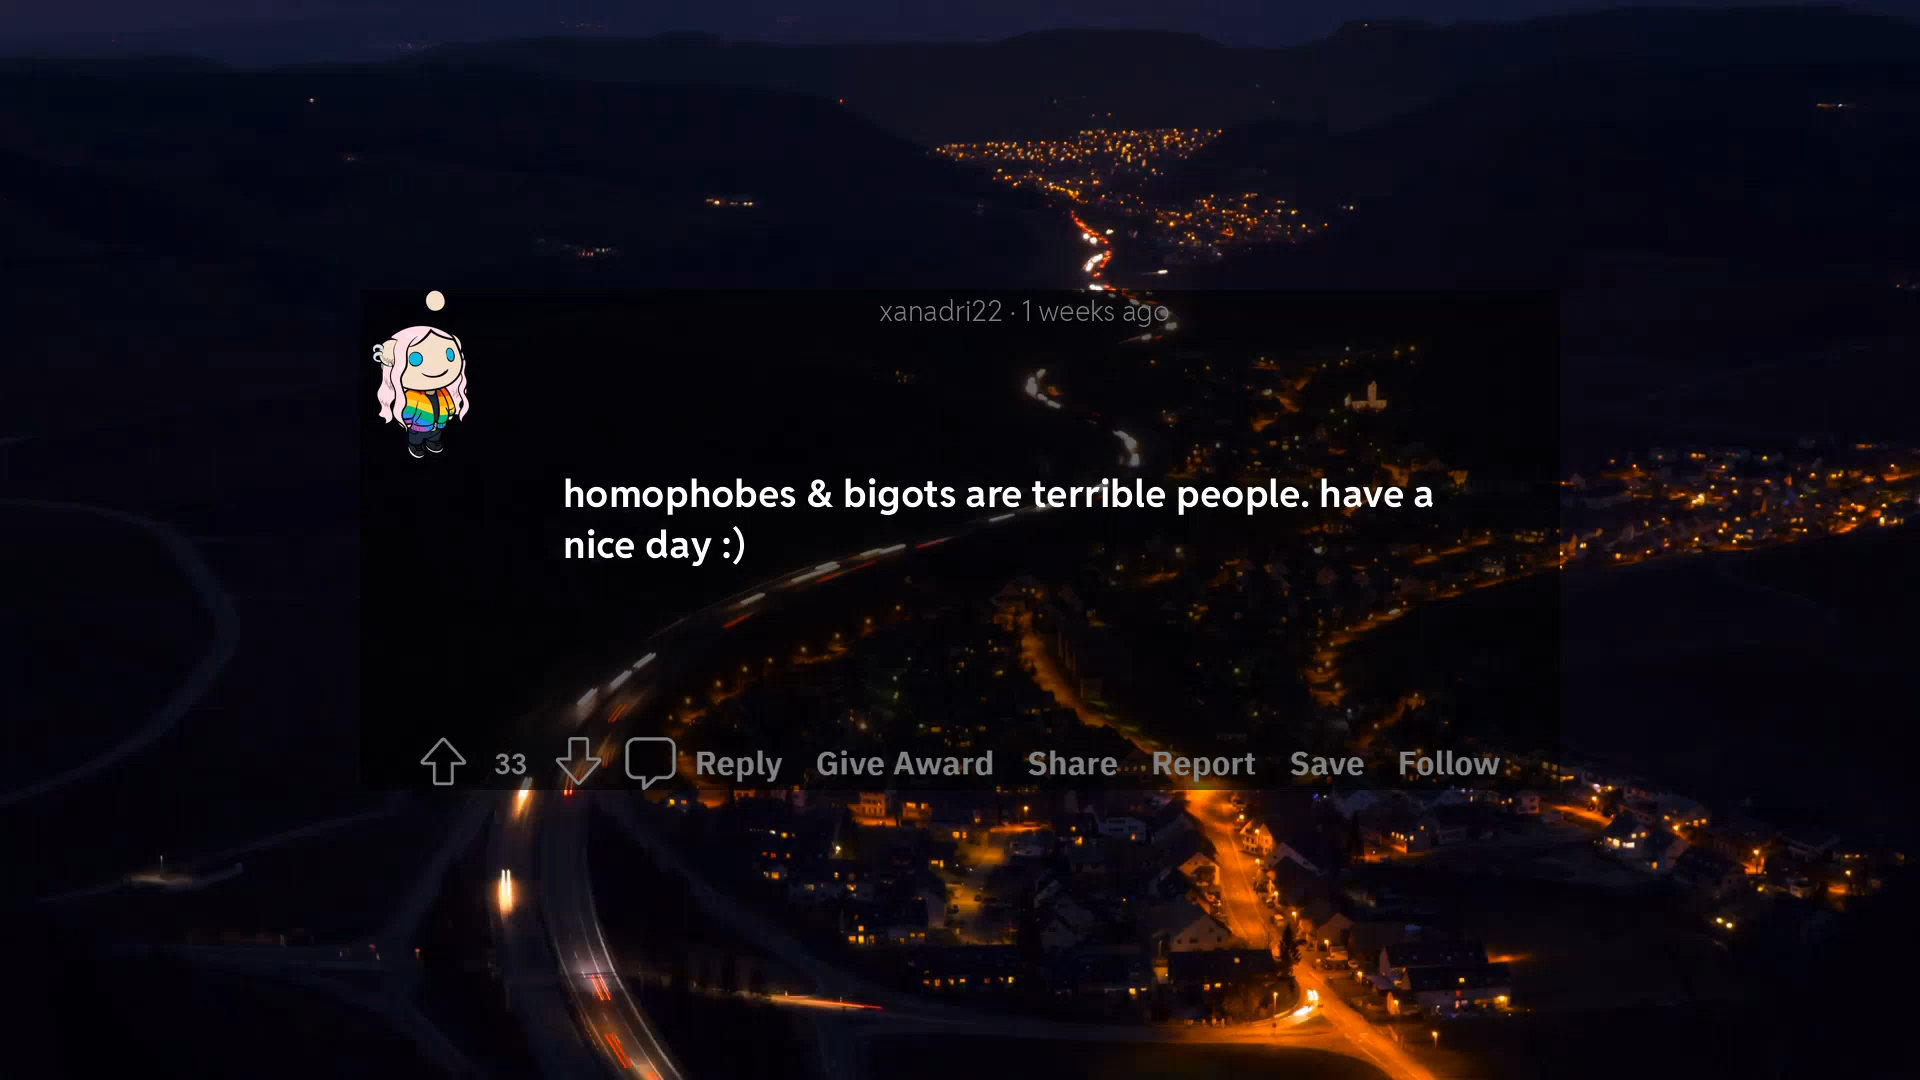 xanadri22 · 1 weeks ago
homophobes & bigots are terrible people. have a
nice day :)
33 Reply Give Award Share Report Save Follow